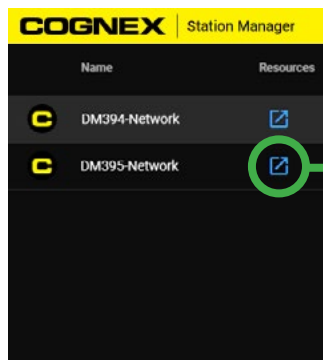 COGNEX Station Manager
Name Resources
DM394-Network
DM395-Network